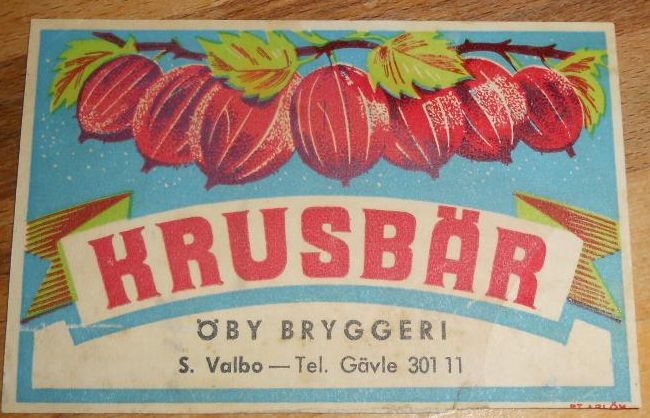 KRUSBÄR
ÖBY BRYGGERI
S. Valbo — Tel. Gävle 301 11